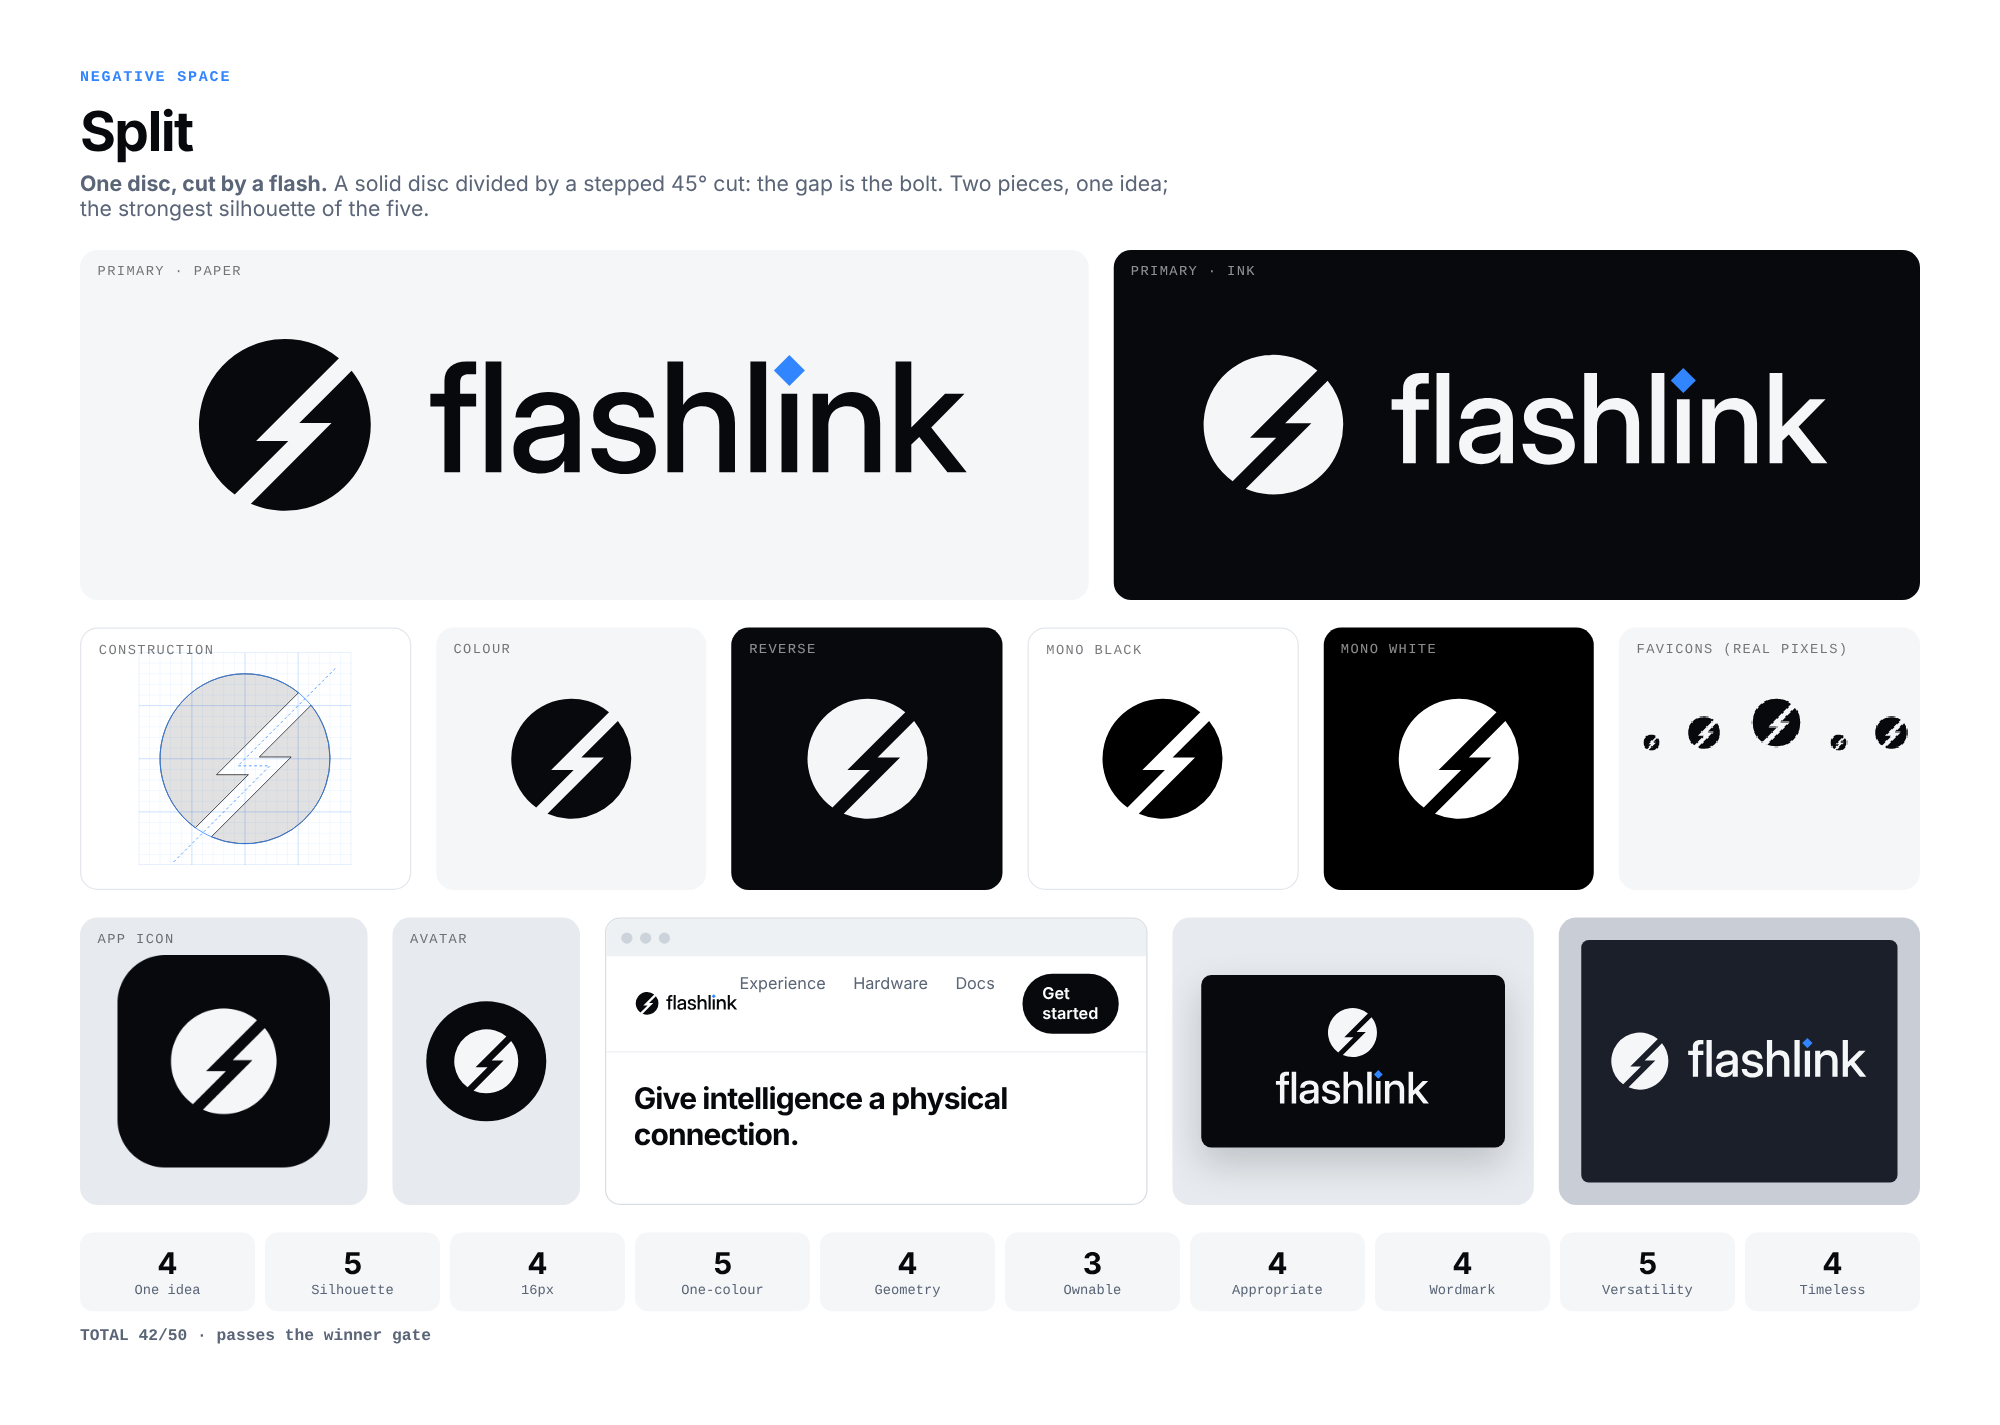 NEGATIVE SPACE
Split
One disc, cut by a flash. A solid disc divided by a stepped 45° cut: the gap is the bolt. Two pieces, one idea;
the strongest silhouette of the five.
PRIMARY · PAPER
flashlink
PRIMARY · INK
flashlink
CONSTRUCTION
COLOUR
REVERSE
MONO BLACK
MONO WHITE
FAVICONS (REAL PIXELS)
APP ICON
AVATAR
flashlink
Experience
Hardware
Docs
Get
started
Give intelligence a physical
connection.
flashlink
flashlink
4
One idea
5
Silhouette
4
16px
5
One-colour
4
Geometry
3
Ownable
4
Appropriate
4
Wordmark
5
Versatility
4
Timeless
TOTAL 42/50 · passes the winner gate